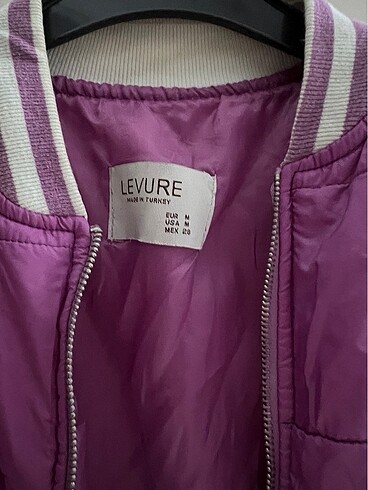 LEVURE
MADE IN TURKEY
EUR M
USA M
MEX 28